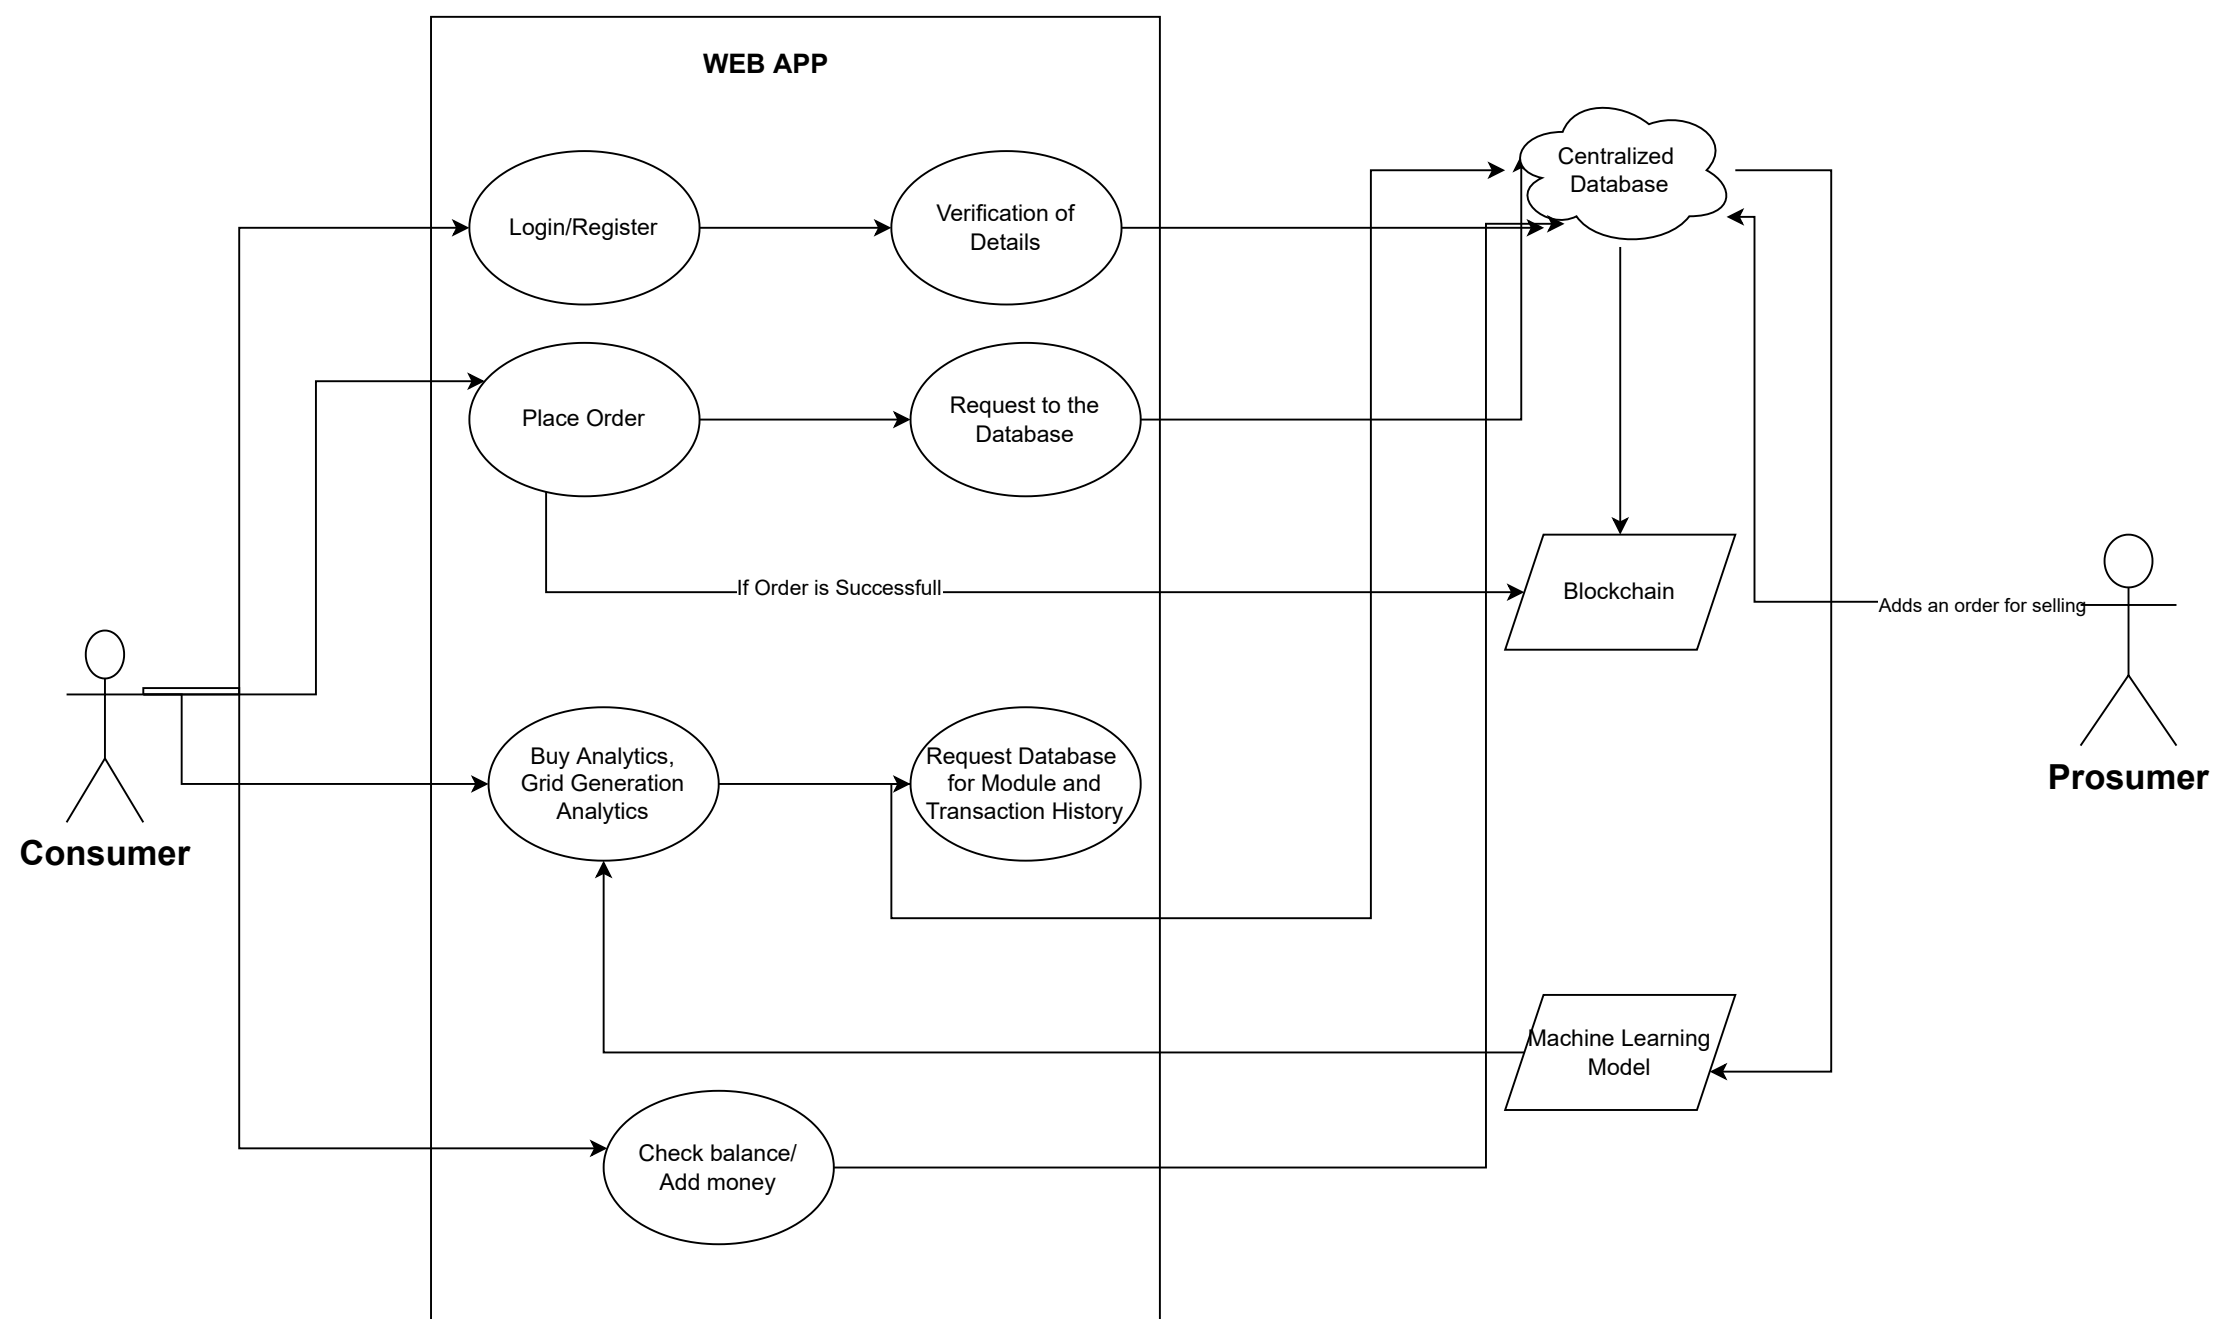 WEB APP
Centralized
Database
Login/Register
Verification of
Details
Place Order
Request to the
Database
If Order is Successfull
Blockchain
Adds an order for selling
Buy Analytics,
Grid Generation
Analytics
Request Database
for Module and
Transaction History
Prosumer
Consumer
Machine Learning
Model
Check balance/
Add money